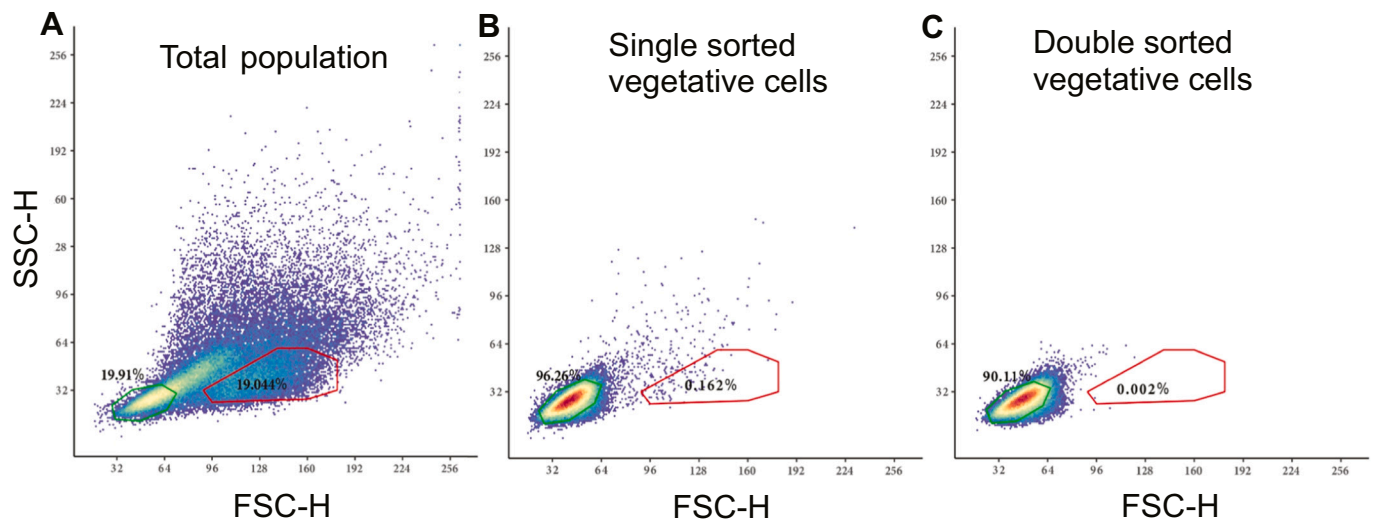 A
Total population
256
224
192
60
28
96
64
32
19.91%
19.044%
32 64 96 128 160 192 224 256
SSC-H
FSC-H
B
Single sorted
vegetative cells
256
224
192
160
128
96
64
32
96.26%
0.162%
32 64 96 128 160 192 224 256
FSC-H
C
Double sorted
vegetative cells
256
224
192
160
128
96
64
32
90.11%
0.002%
32 64 96 128 160 192 224 256
FSC-H